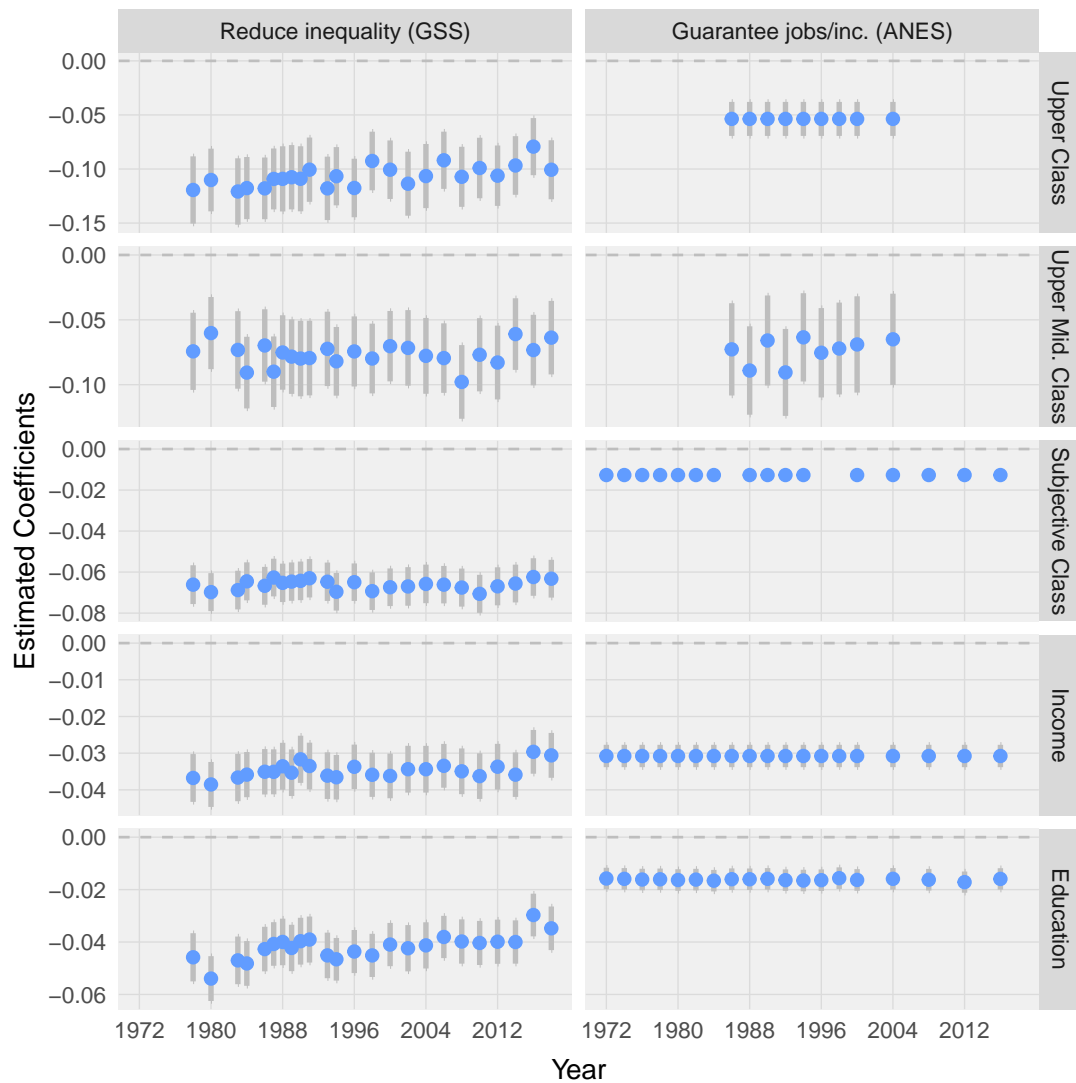 Reduce inequality (GSS)
Guarantee jobs/inc. (ANES)
0.00
−0.05
−0.10
−0.15
Upper Class
0.00
−0.05
−0.10
Upper Mid. Class
0.00
−0.02
−0.04
−0.06
−0.08
Subjective Class
0.00
−0.01
−0.02
−0.03
−0.04
Income
0.00
−0.02
−0.04
−0.06
Education
Estimated Coefficients
1972 1980 1988 1996 2004 2012
1972 1980 1988 1996 2004 2012
Year